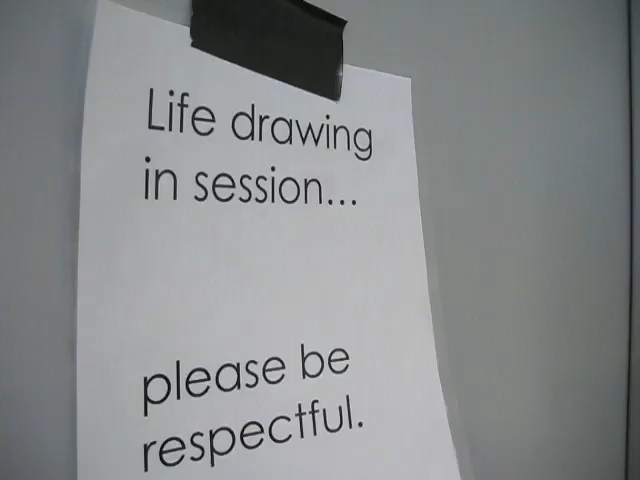 Life drawing
in session...
please be
respectful.